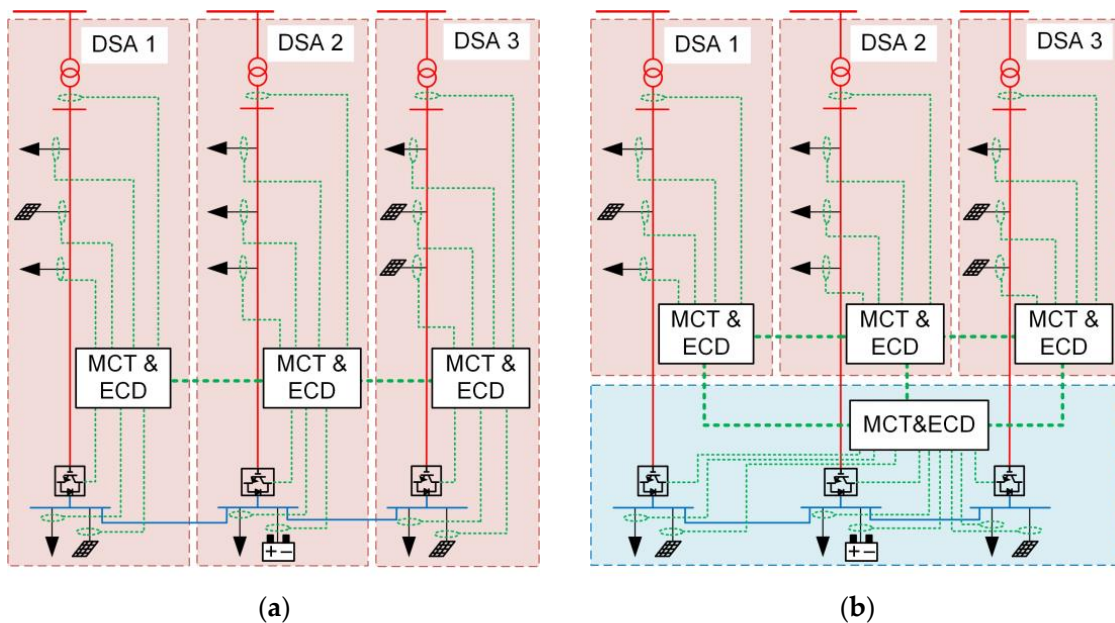 DSA 1
DSA 2
DSA 3
MCT &
ECD
MCT &
ECD
MCT &
ECD
+ −
(a)
DSA 1
DSA 2
DSA 3
MCT &
ECD
MCT &
ECD
MCT &
ECD
MCT&ECD
+ −
(b)